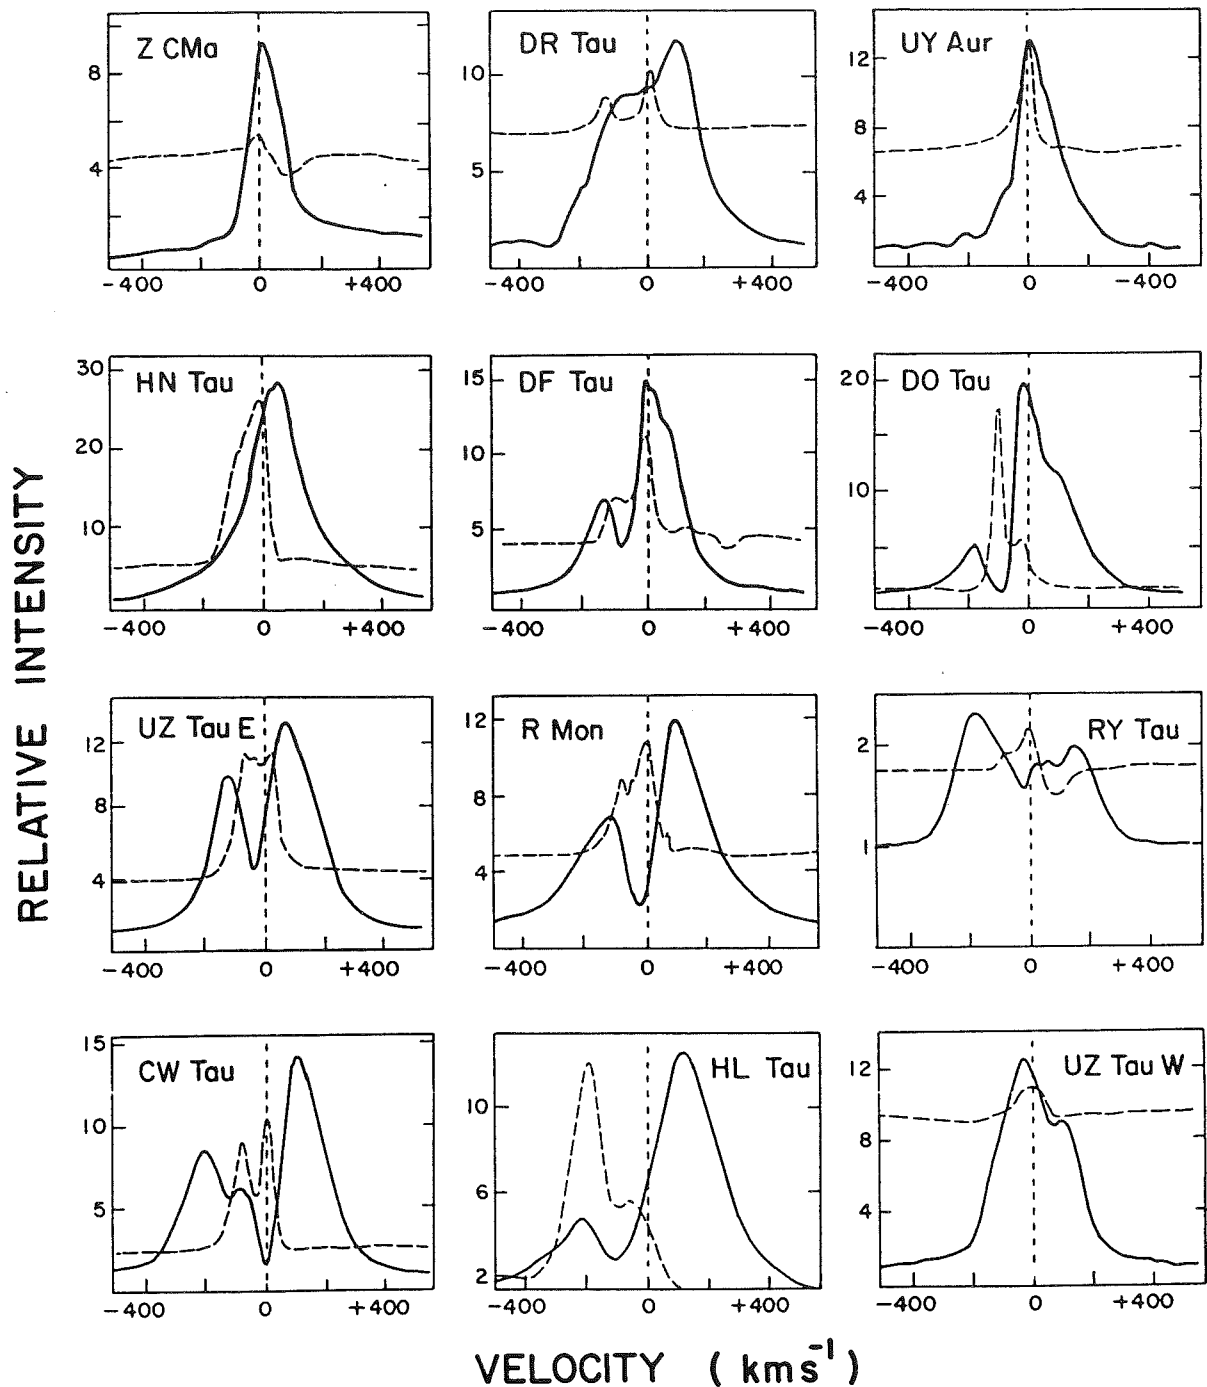 RELATIVE INTENSITY
Z CMa
8
4
-400 0 +400
DR Tau
10
5
-400 0 +400
UY Aur
12
8
4
-400 0 -400
HN Tau
30
20
10
-400 0 +400
DF Tau
15
10
5
-400 0 +400
DO Tau
20
10
-400 0 +400
UZ Tau E
12
8
4
-400 0 +400
R Mon
12
8
4
-400 0 +400
RY Tau
2
1
-400 0 +400
CW Tau
15
10
5
-400 0 +400
HL Tau
10
6
2
-400 0 +400
UZ Tau W
12
8
4
-400 0 +400
VELOCITY (kms⁻¹)